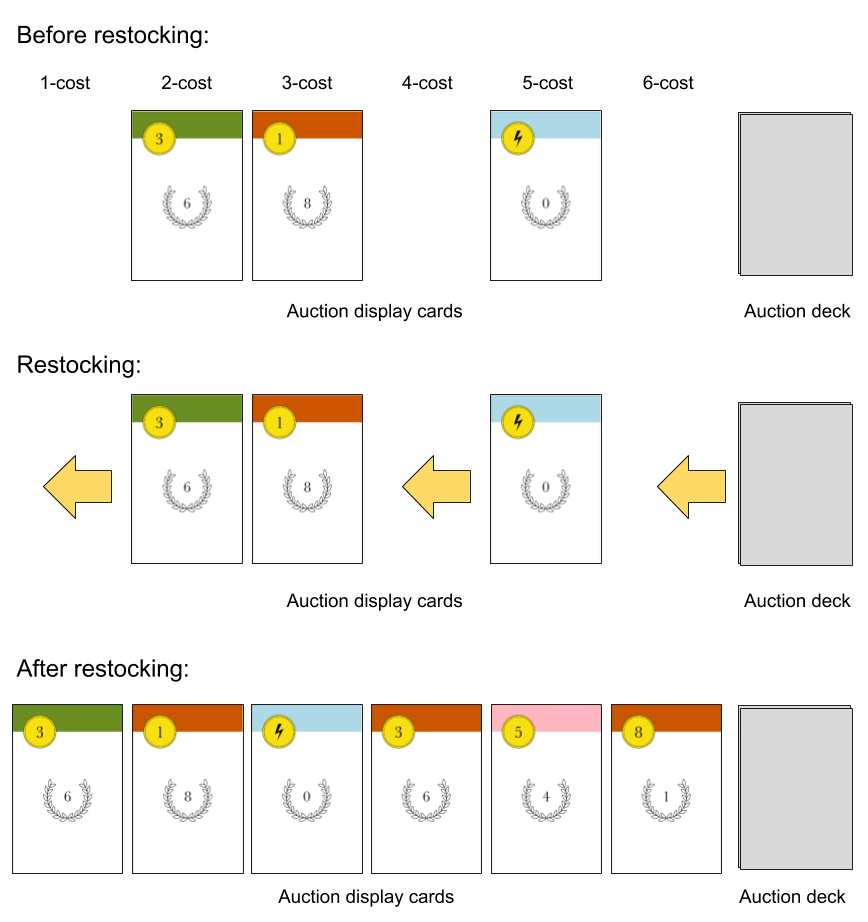 Before restocking:
1-cost 2-cost 3-cost 4-cost 5-cost 6-cost
3 1
6 8 0
Auction display cards Auction deck
Restocking:
3 1
6 8 0
Auction display cards Auction deck
After restocking:
3 1 3 5 8
6 8 0 6 4 1
Auction display cards Auction deck